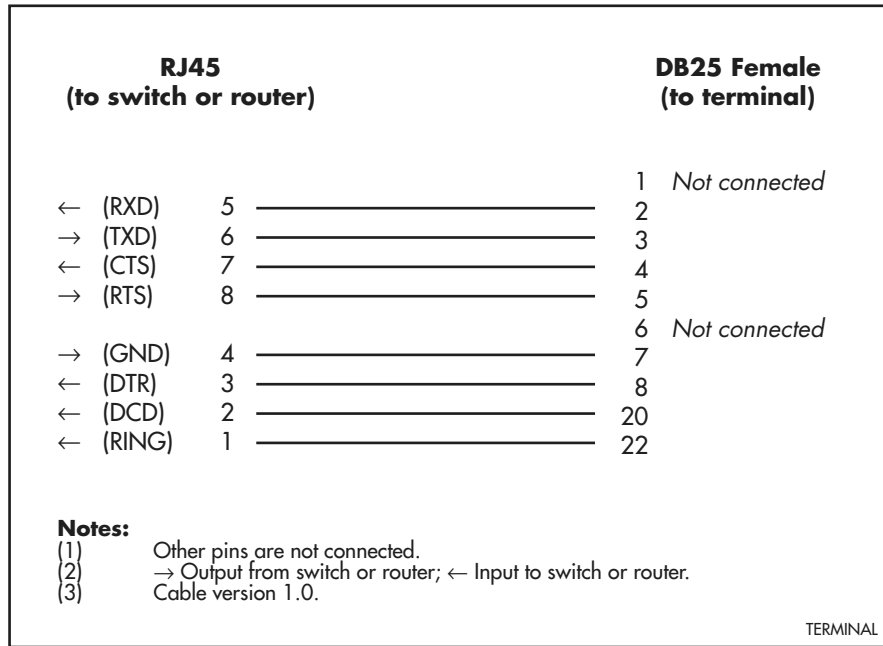 RJ45
(to switch or router)
DB25 Female
(to terminal)
1 Not connected
← (RXD) 5 2
→ (TXD) 6 3
← (CTS) 7 4
→ (RTS) 8 5
6 Not connected
→ (GND) 4 7
← (DTR) 3 8
← (DCD) 2 20
← (RING) 1 22
Notes:
(1) Other pins are not connected.
(2) → Output from switch or router; ← Input to switch or router.
(3) Cable version 1.0.
TERMINAL